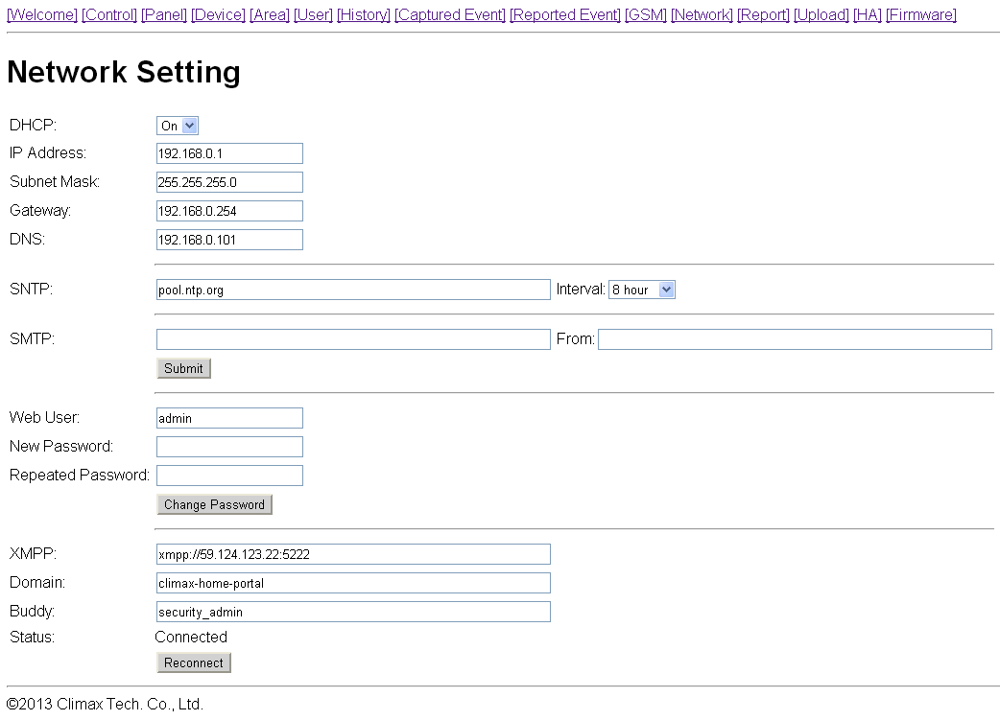 [Welcome] [Control] [Panel] [Device] [Area] [User] [History] [Captured Event] [Reported Event] [GSM] [Network] [Report] [Upload] [HA] [Firmware]
Network Setting
DHCP: On
IP Address: 192.168.0.1
Subnet Mask: 255.255.255.0
Gateway: 192.168.0.254
DNS: 192.168.0.101
SNTP: pool.ntp.org Interval: 8 hour
SMTP: From:
Submit
Web User: admin
New Password:
Repeated Password:
Change Password
XMPP: xmpp://59.124.123.22:5222
Domain: climax-home-portal
Buddy: security_admin
Status: Connected
Reconnect
©2013 Climax Tech. Co., Ltd.